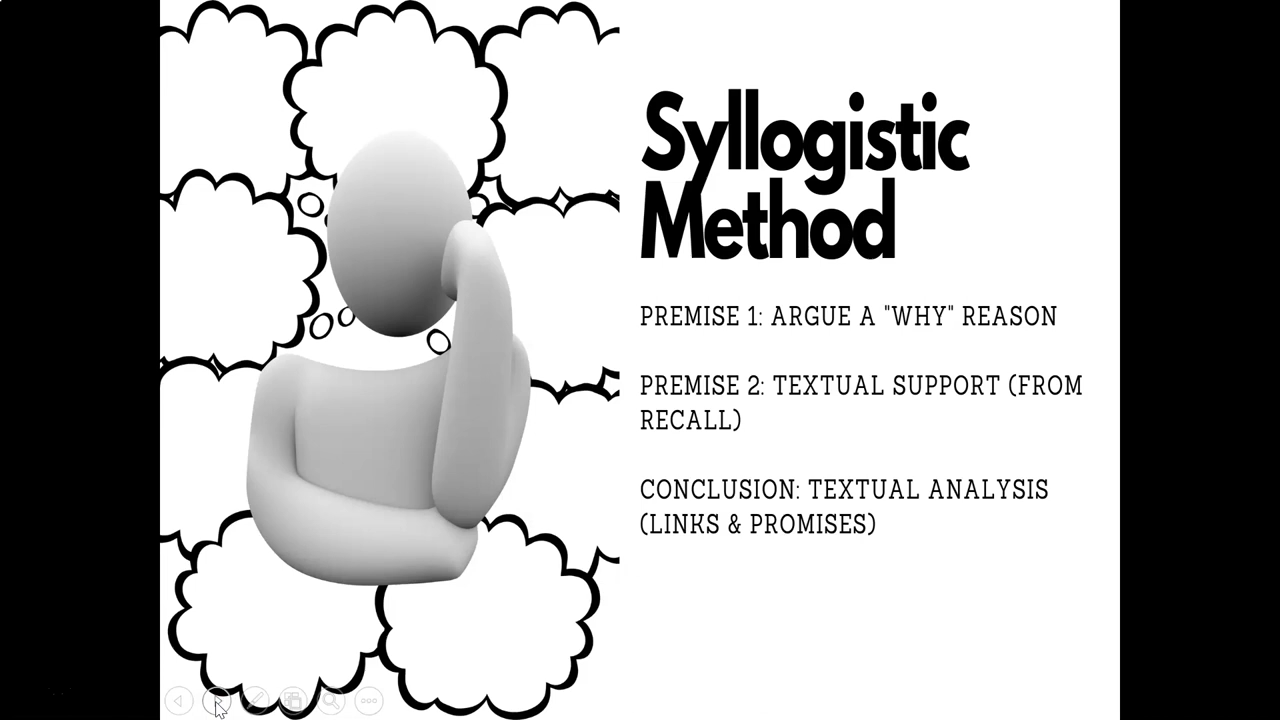 Syllogistic
Method
PREMISE 1: ARGUE A "WHY" REASON
PREMISE 2: TEXTUAL SUPPORT (FROM
RECALL)
CONCLUSION: TEXTUAL ANALYSIS
(LINKS & PROMISES)